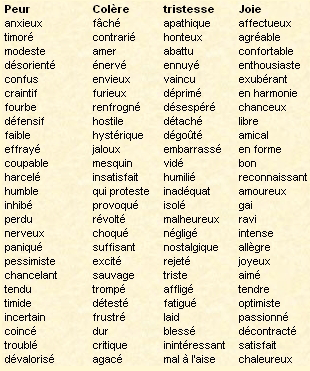 Peur Colère tristesse Joie
anxieux fâché apathique affectueux
timoré contrarié honteux agréable
modeste amer abattu confortable
désorienté énervé ennuyé enthousiaste
confus envieux vaincu exubérant
craintif furieux déprimé en harmonie
fourbe renfrogné désespéré chanceux
défensif hostile détaché libre
faible hystérique dégoûté amical
effrayé jaloux embarrassé en forme
coupable mesquin vidé bon
harcelé insatisfait humilié reconnaissant
humble qui proteste inadéquat amoureux
inhibé provoqué isolé gai
perdu révolté malheureux ravi
nerveux choqué négligé intense
paniqué suffisant nostalgique allègre
pessimiste excité rejeté joyeux
chancelant sauvage triste aimé
tendu trompé affligé tendre
timide détesté fatigué optimiste
incertain frustré laid passionné
coincé dur blessé décontracté
troublé critique inintéressant satisfait
dévalorisé agacé mal à l'aise chaleureux